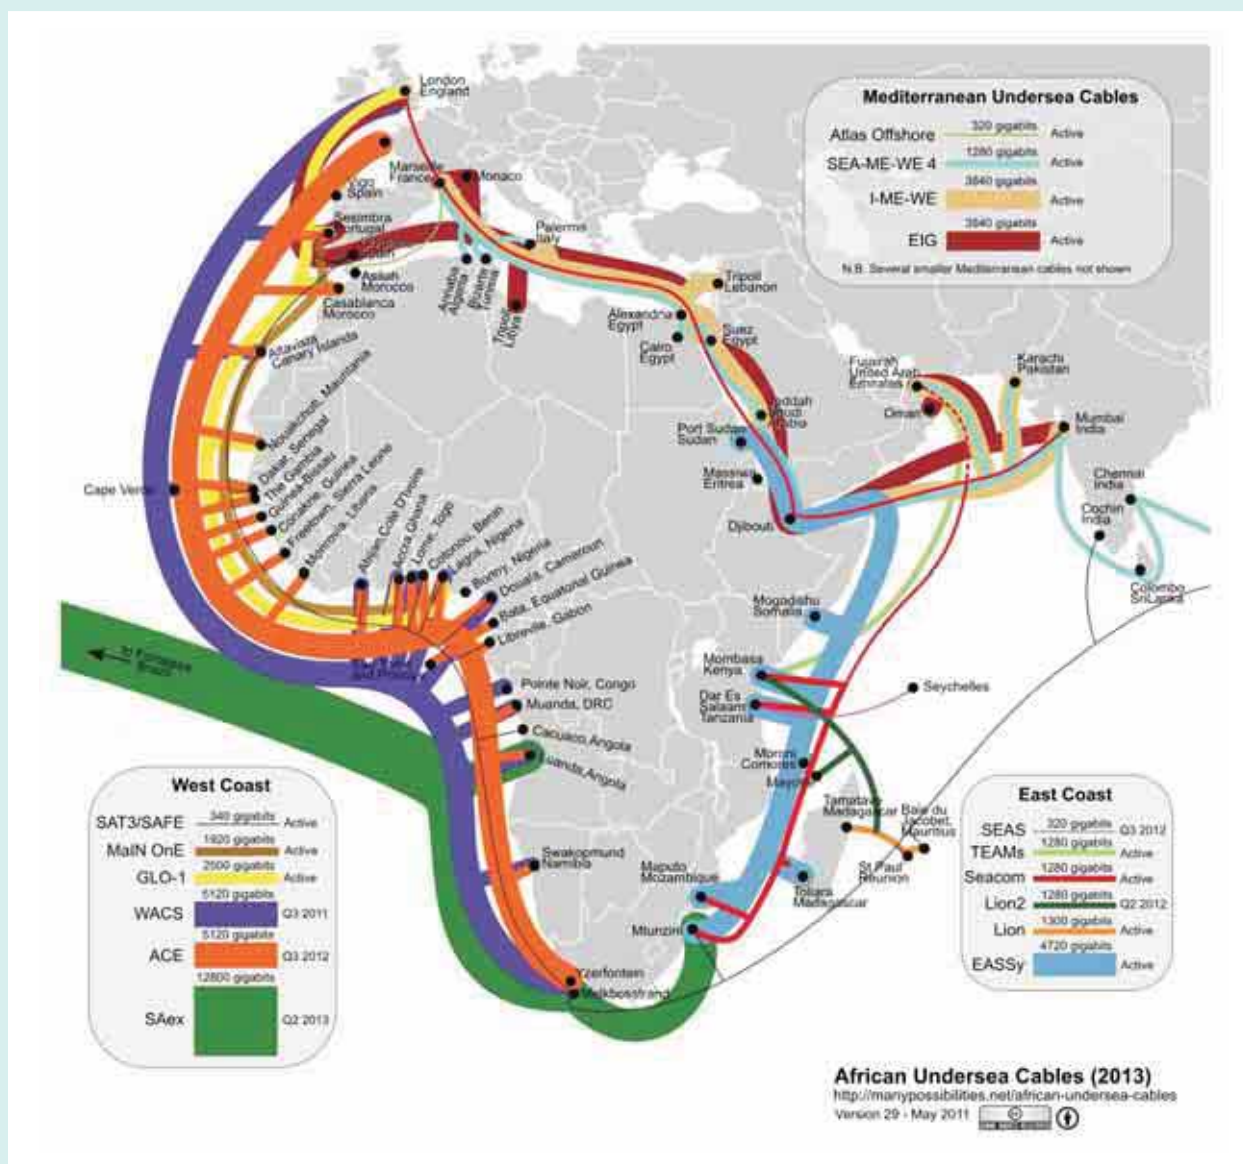 London
England
Marseille
France
Monaco
Vigo
Spain
Sesimbra
Portugal
Palermo
Italy
Asilah
Morocco
Casablanca
Morocco
Annaba
Algeria
Bizerte
Tunisia
Tripoli
Libya
Tripoli
Lebanon
Alexandria
Egypt
Cairo
Egypt
Suez
Egypt
Jeddah
Saudi
Arabia
Port Sudan
Sudan
Massiwa
Eritrea
Djibouti
Fujairah
United Arab
Emirates
Oman
Karachi
Pakistan
Mumbai
India
Chennai
India
Cochin
India
Colombo
Sri Lanka
Altavista
Canary Islands
Nouakchott, Mauritania
Dakar, Senegal
The Gambia
Guinea-Bissau
Conakne, Guinea
Freetown, Sierra Leone
Monrovia, Liberia
Cape Verde
Abijan, Cote D'Ivoire
Accra, Ghana
Lome, Togo
Cotonou, Benin
Lagos, Nigeria
Bonny, Nigeria
Douala, Cameroun
Bata, Equatorial Guinea
Libreville, Gabon
Pointe Noir, Congo
Muanda, DRC
Cacuaco, Angola
Luanda, Angola
Swakopmund
Namibia
Yzerfontein
Melkbosstrand
Mtunzini
Maputo
Mozambique
Toliara
Madagascar
Mogadishu
Somalia
Mombasa
Kenya
Dar Es
Salaam
Tanzania
Seychelles
Moroni
Comores
Tamatave
Madagascar
Baie du
Jacobet,
Mauritius
St Paul
Reunion
to
Brazil
Mediterranean Undersea Cables
Atlas Offshore 320 gigabits Active
SEA-ME-WE 4 1280 gigabits Active
I-ME-WE 3840 gigabits Active
EIG 3840 gigabits Active
N.B. Several smaller Mediterranean cables not shown
West Coast
SAT3/SAFE 340 gigabits Active
MaIN OnE 1920 gigabits Active
GLO-1 2500 gigabits Active
WACS 5120 gigabits Q3 2011
ACE 5120 gigabits Q3 2012
SAex 12800 gigabits Q2 2013
East Coast
SEAS 320 gigabits Q3 2012
TEAMs 1280 gigabits Active
Seacom 1280 gigabits Active
Lion2 1280 gigabits Q2 2012
Lion 1300 gigabits Active
EASSy 4720 gigabits Active
African Undersea Cables (2013)
http://manypossibilities.net/african-undersea-cables
Version 29 - May 2011